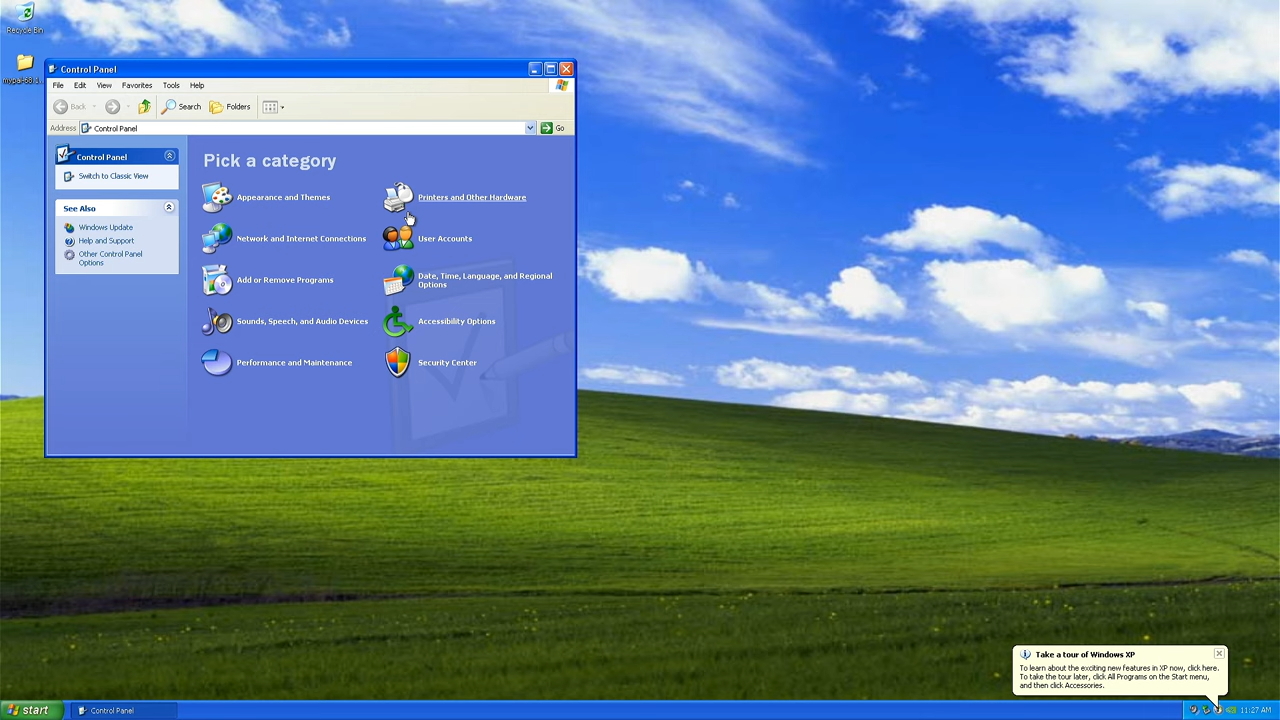 Recycle Bin
mypal-68.1...
Control Panel
File Edit View Favorites Tools Help
Back Search Folders
Address Control Panel Go
Control Panel
Switch to Classic View
See Also
Windows Update
Help and Support
Other Control Panel
Options
Pick a category
Appearance and Themes
Printers and Other Hardware
Network and Internet Connections
User Accounts
Add or Remove Programs
Date, Time, Language, and Regional
Options
Sounds, Speech, and Audio Devices
Accessibility Options
Performance and Maintenance
Security Center
Take a tour of Windows XP
To learn about the exciting new features in XP now, click here.
To take the tour later, click All Programs on the Start menu,
and then click Accessories.
start Control Panel 11:27 AM